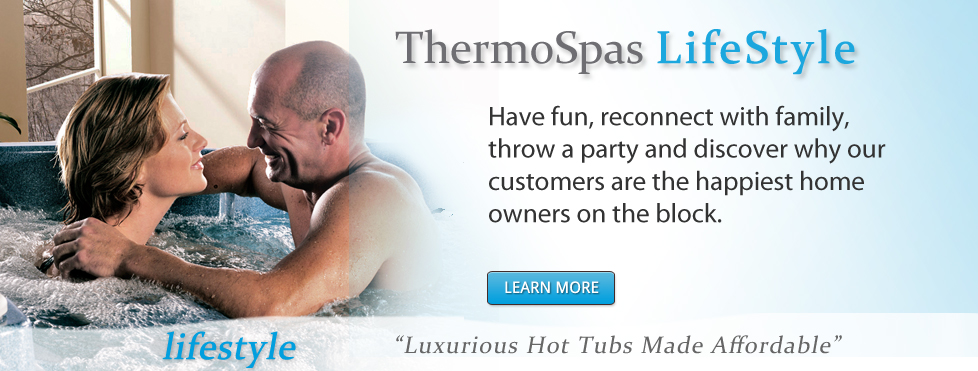 ThermoSpas LifeStyle
Have fun, reconnect with family,
throw a party and discover why our
customers are the happiest home
owners on the block.
LEARN MORE
lifestyle
“Luxurious Hot Tubs Made Affordable”